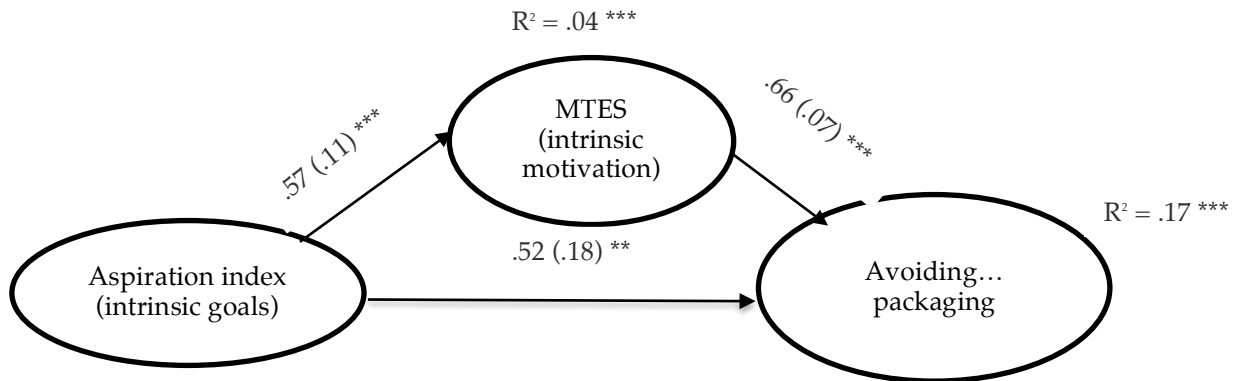 R² = .04 ***
MTES
(intrinsic
motivation)
.57 (.11) ***
.66 (.07) ***
.52 (.18) **
R² = .17 ***
Aspiration index
(intrinsic goals)
Avoiding…
packaging